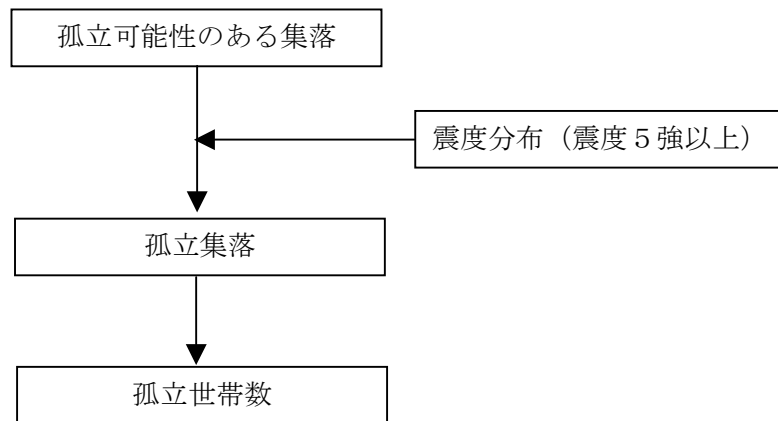 孤立可能性のある集落
震度分布（震度５強以上）
孤立集落
孤立世帯数